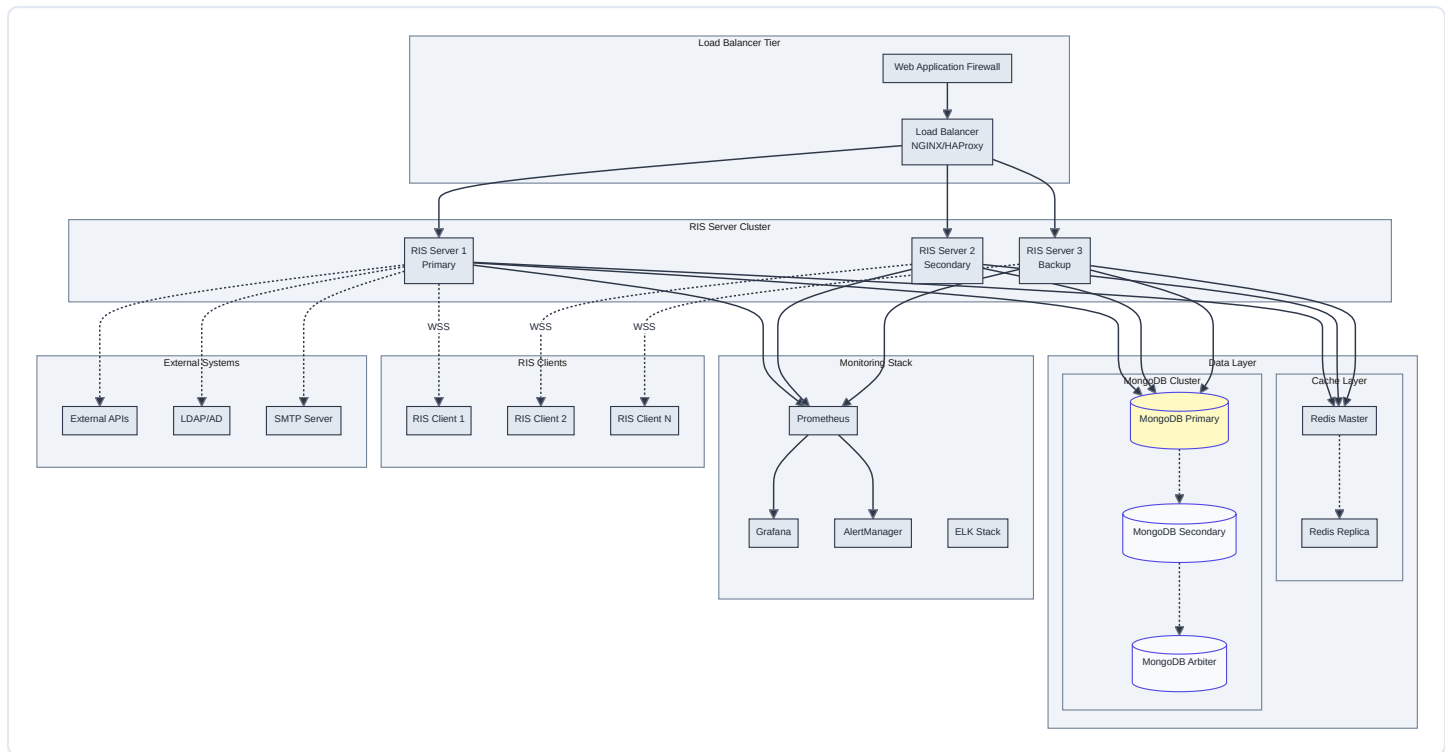 Load Balancer Tier
Web Application Firewall
Load Balancer
NGINX/HAProxy
RIS Server Cluster
RIS Server 1
Primary
RIS Server 2
Secondary
RIS Server 3
Backup
WSS
WSS
WSS
External Systems
External APIs
LDAP/AD
SMTP Server
RIS Clients
RIS Client 1
RIS Client 2
RIS Client N
Monitoring Stack
Prometheus
Grafana
AlertManager
ELK Stack
Data Layer
MongoDB Cluster
MongoDB Primary
MongoDB Secondary
MongoDB Arbiter
Cache Layer
Redis Master
Redis Replica